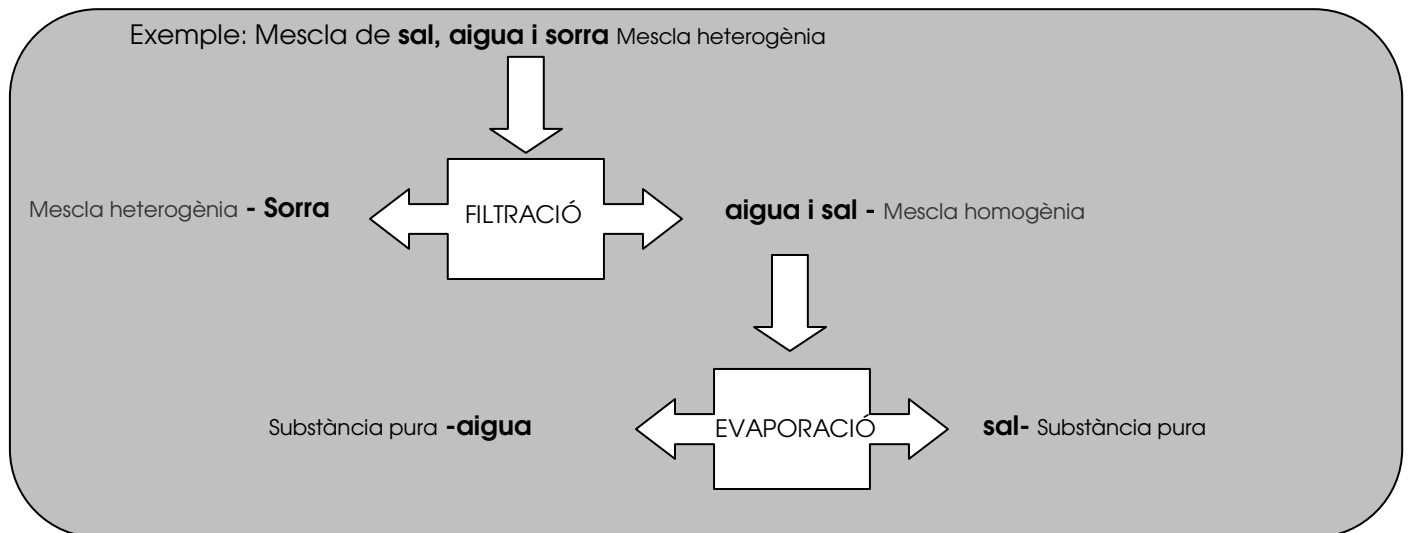 Exemple: Mescla de sal, aigua i sorra Mescla heterogènia
Mescla heterogènia - Sorra
FILTRACIÓ
aigua i sal - Mescla homogènia
Substància pura -aigua
EVAPORACIÓ
sal- Substància pura